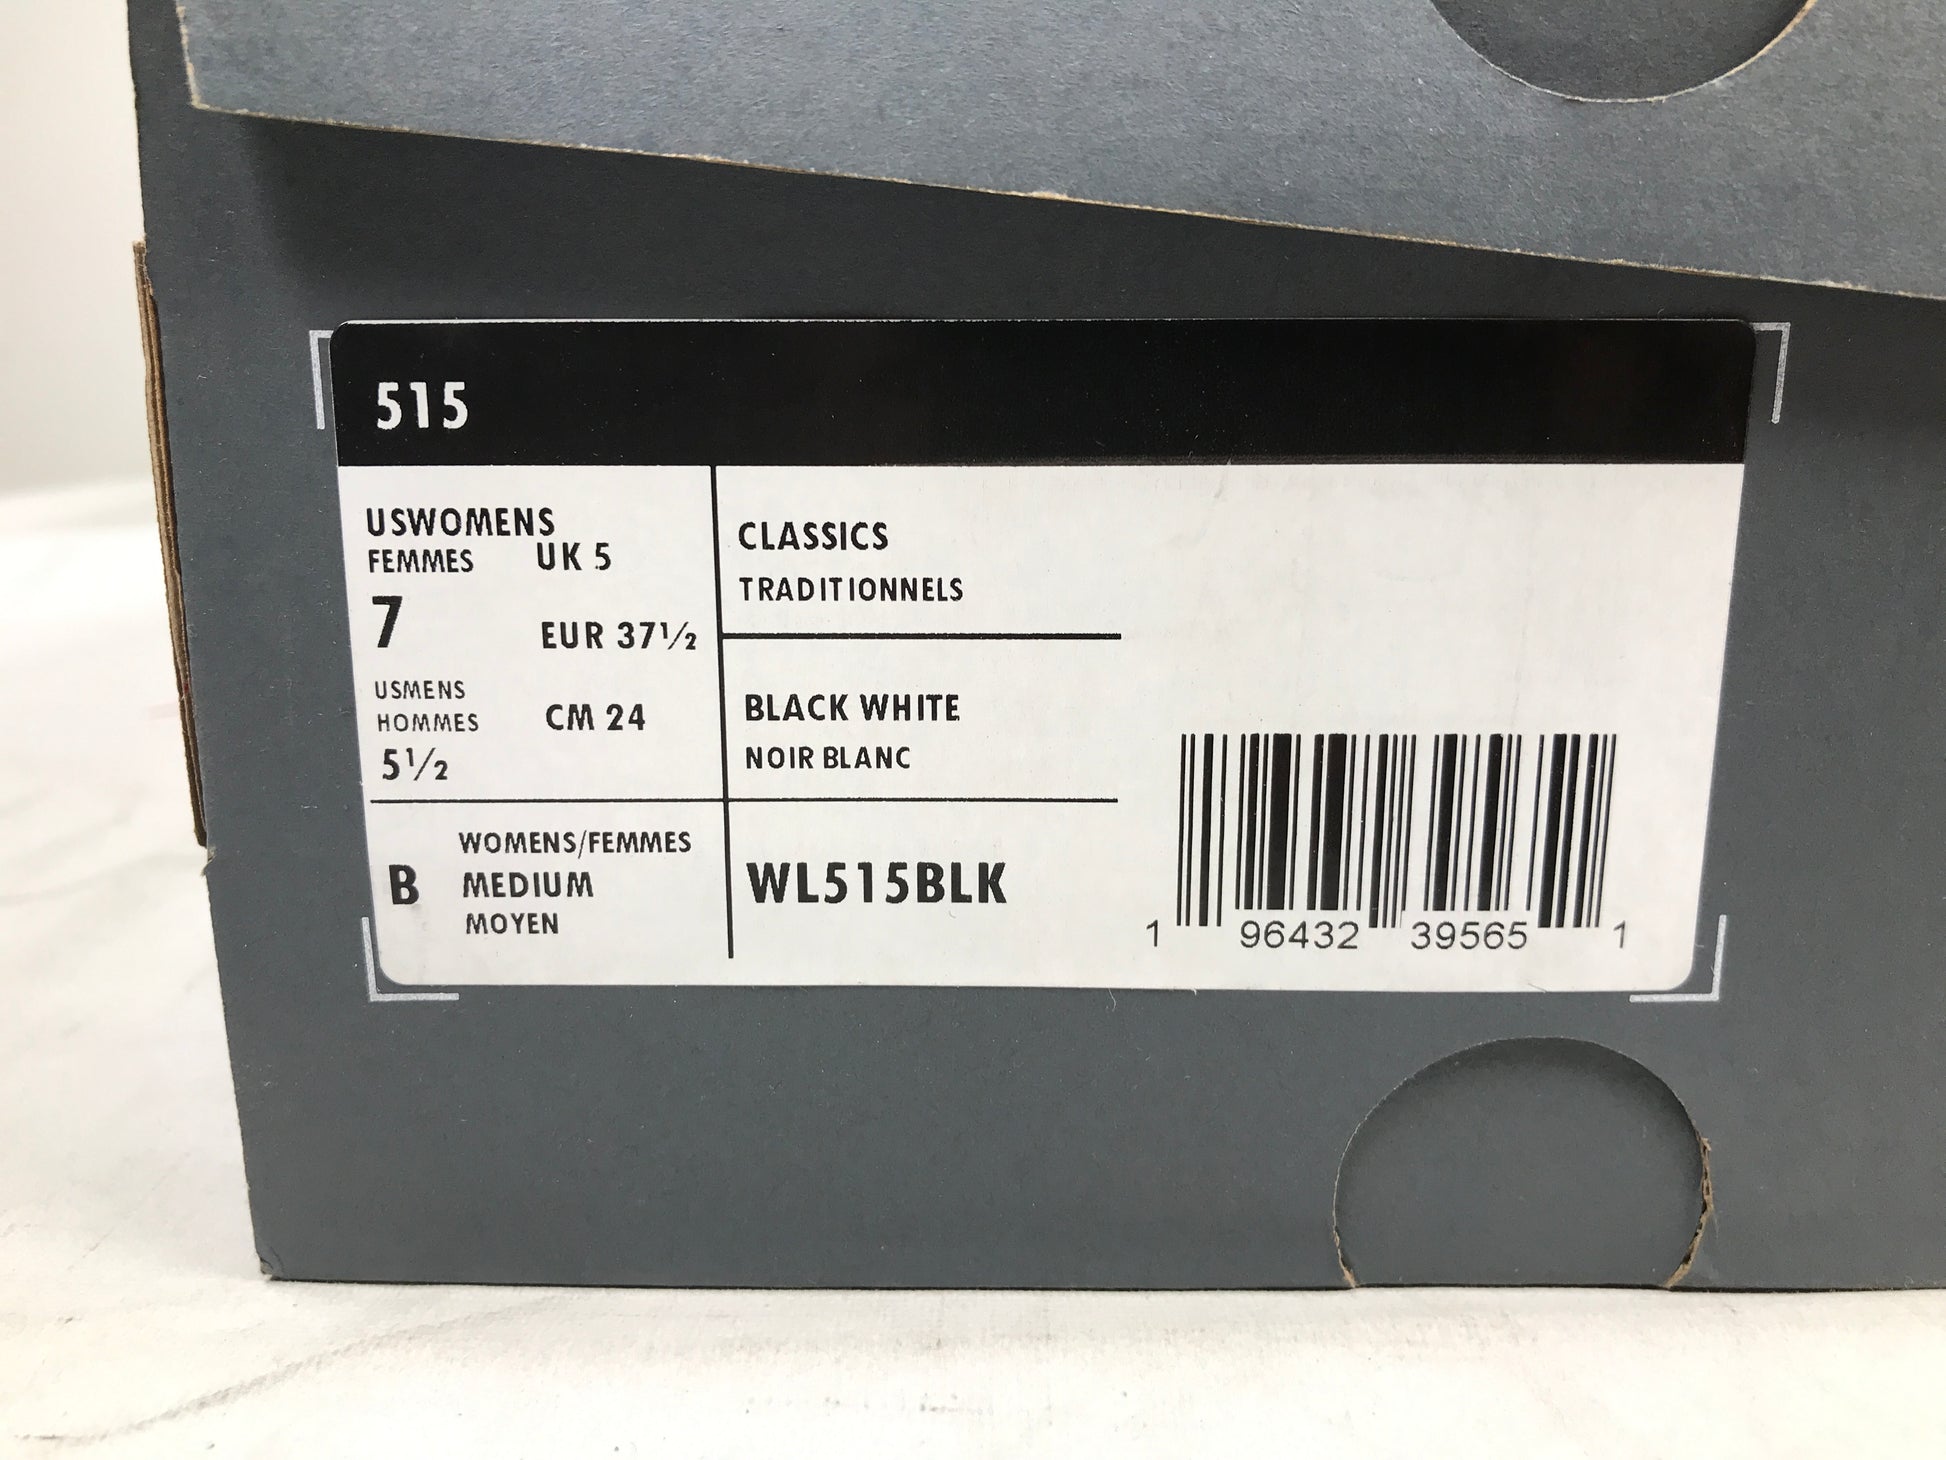 515
USWOMENS
FEMMES
UK 5
7
EUR 37½
USMENS
HOMMES
CM 24
5½
CLASSICS
TRADITIONNELS
BLACK WHITE
NOIR BLANC
B
WOMENS/FEMMES
MEDIUM
MOYEN
WL515BLK
1 96432 39565 1